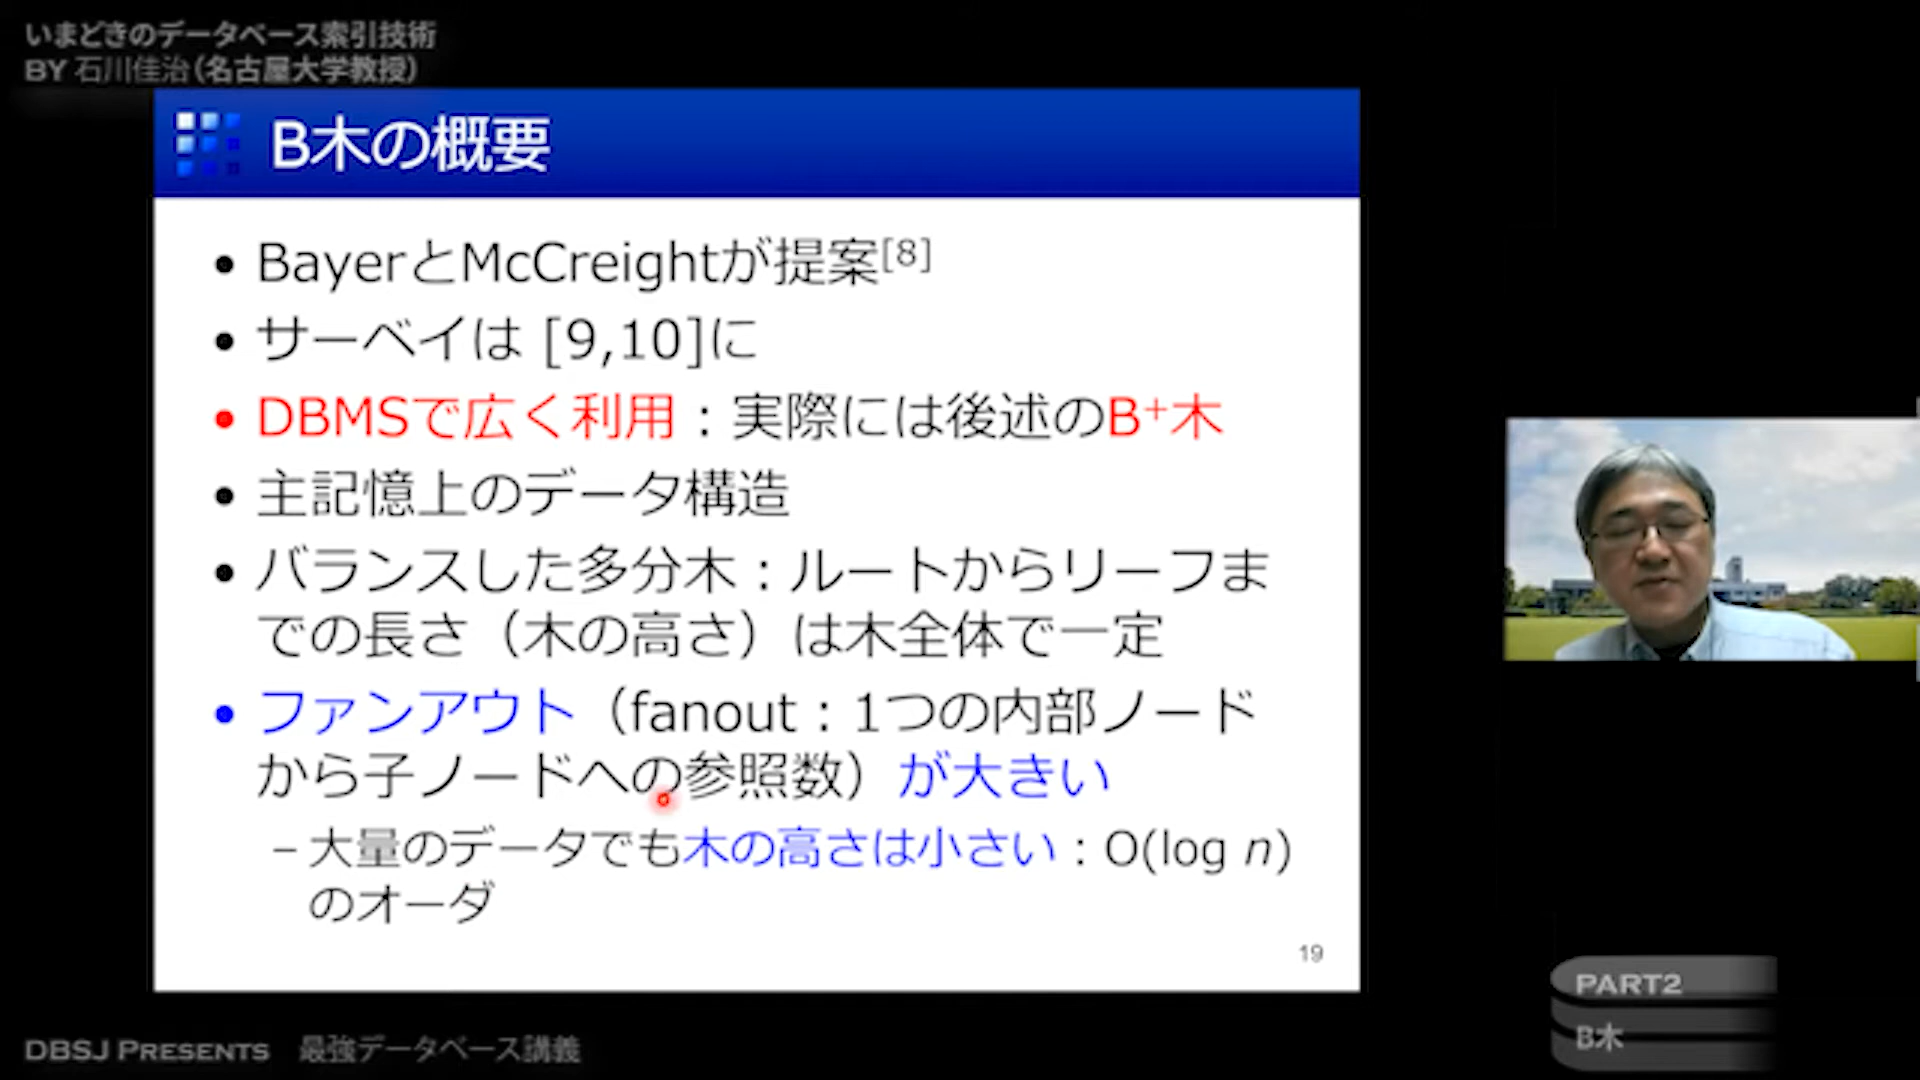 いまどきのデータベース索引技術
BY 石川佳治（名古屋大学教授）
B木の概要
• BayerとMcCreightが提案[8]
• サーベイは [9,10]に
• DBMSで広く利用：実際には後述のB+木
• 主記憶上のデータ構造
• バランスした多分木：ルートからリーフま
での長さ（木の高さ）は木全体で一定
• ファンアウト（fanout：1つの内部ノード
から子ノードへの参照数）が大きい
– 大量のデータでも木の高さは小さい：O(log n)
のオーダ
19
PART2
B木
DBSJ PRESENTS 最強データベース講義